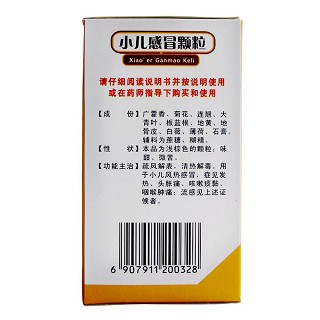 小儿感冒颗粒
Xiao' er Ganmao Keli
请仔细阅读说明书并按说明使用
或在药师指导下购买和使用
【成 份】广藿香、菊花、连翘、大
青叶、板蓝根、地黄、地
骨皮、白薇、薄荷、石膏，
辅料为蔗糖、糊精。
【性 状】本品为浅棕色的颗粒；味
甜、微苦。
【功能主治】疏风解表，清热解毒。用
于小儿风热感冒，症见发
热、头胀痛、咳嗽痰黏、
咽喉肿痛；流感见上述证
候者。
6 907911 200328